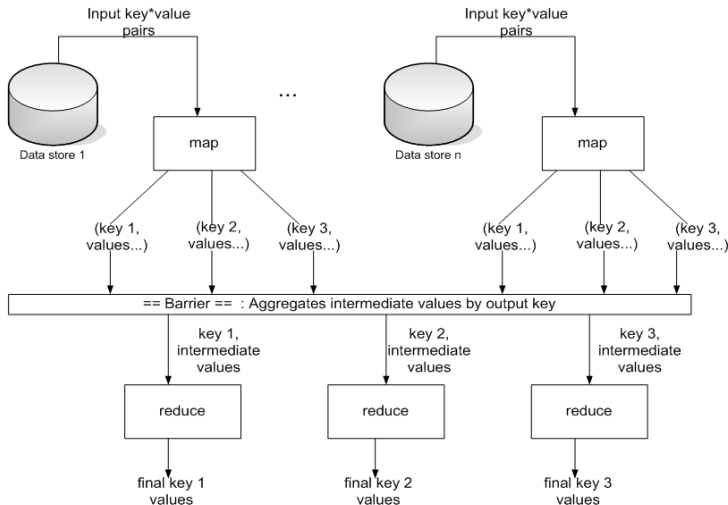 Input key*value
pairs
Input key*value
pairs
...
Data store 1
map
Data store n
map
(key 1,
values...)
(key 2,
values...)
(key 3,
values...)
(key 1,
values...)
(key 2,
values...)
(key 3,
values...)
== Barrier == : Aggregates intermediate values by output key
key 1,
intermediate
values
key 2,
intermediate
values
key 3,
intermediate
values
reduce
reduce
reduce
final key 1
values
final key 2
values
final key 3
values